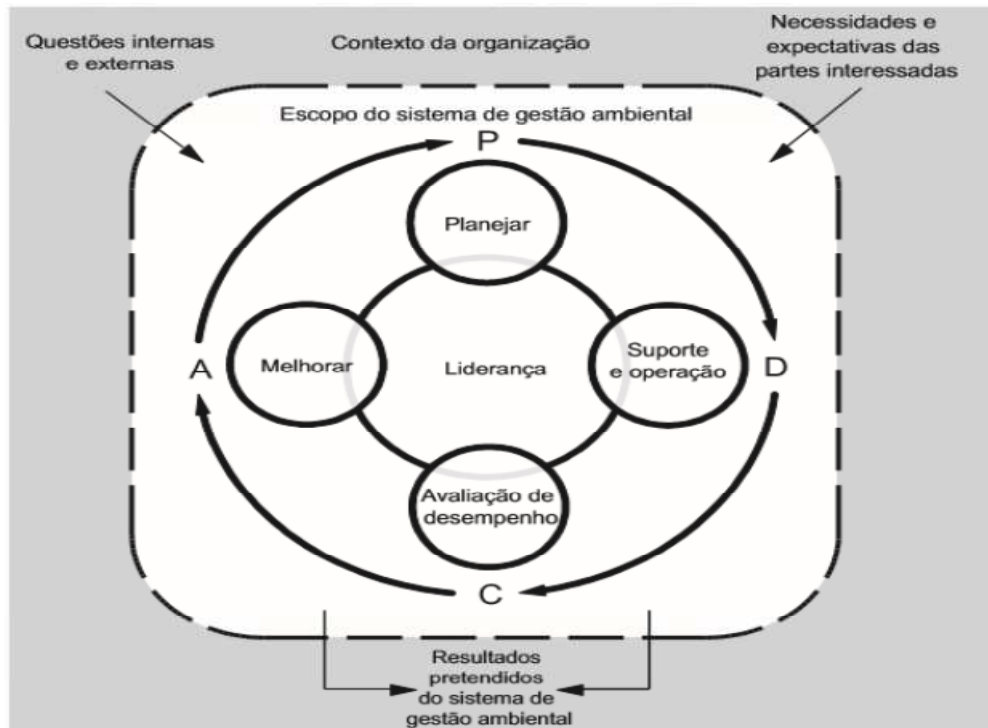 Questões internas
e externas
Contexto da organização
Necessidades e
expectativas das
partes interessadas
Escopo do sistema de gestão ambiental
P
Planejar
A
Melhorar
Liderança
Suporte
e operação
D
Avaliação de
desempenho
C
Resultados
pretendidos
do sistema de
gestão ambiental